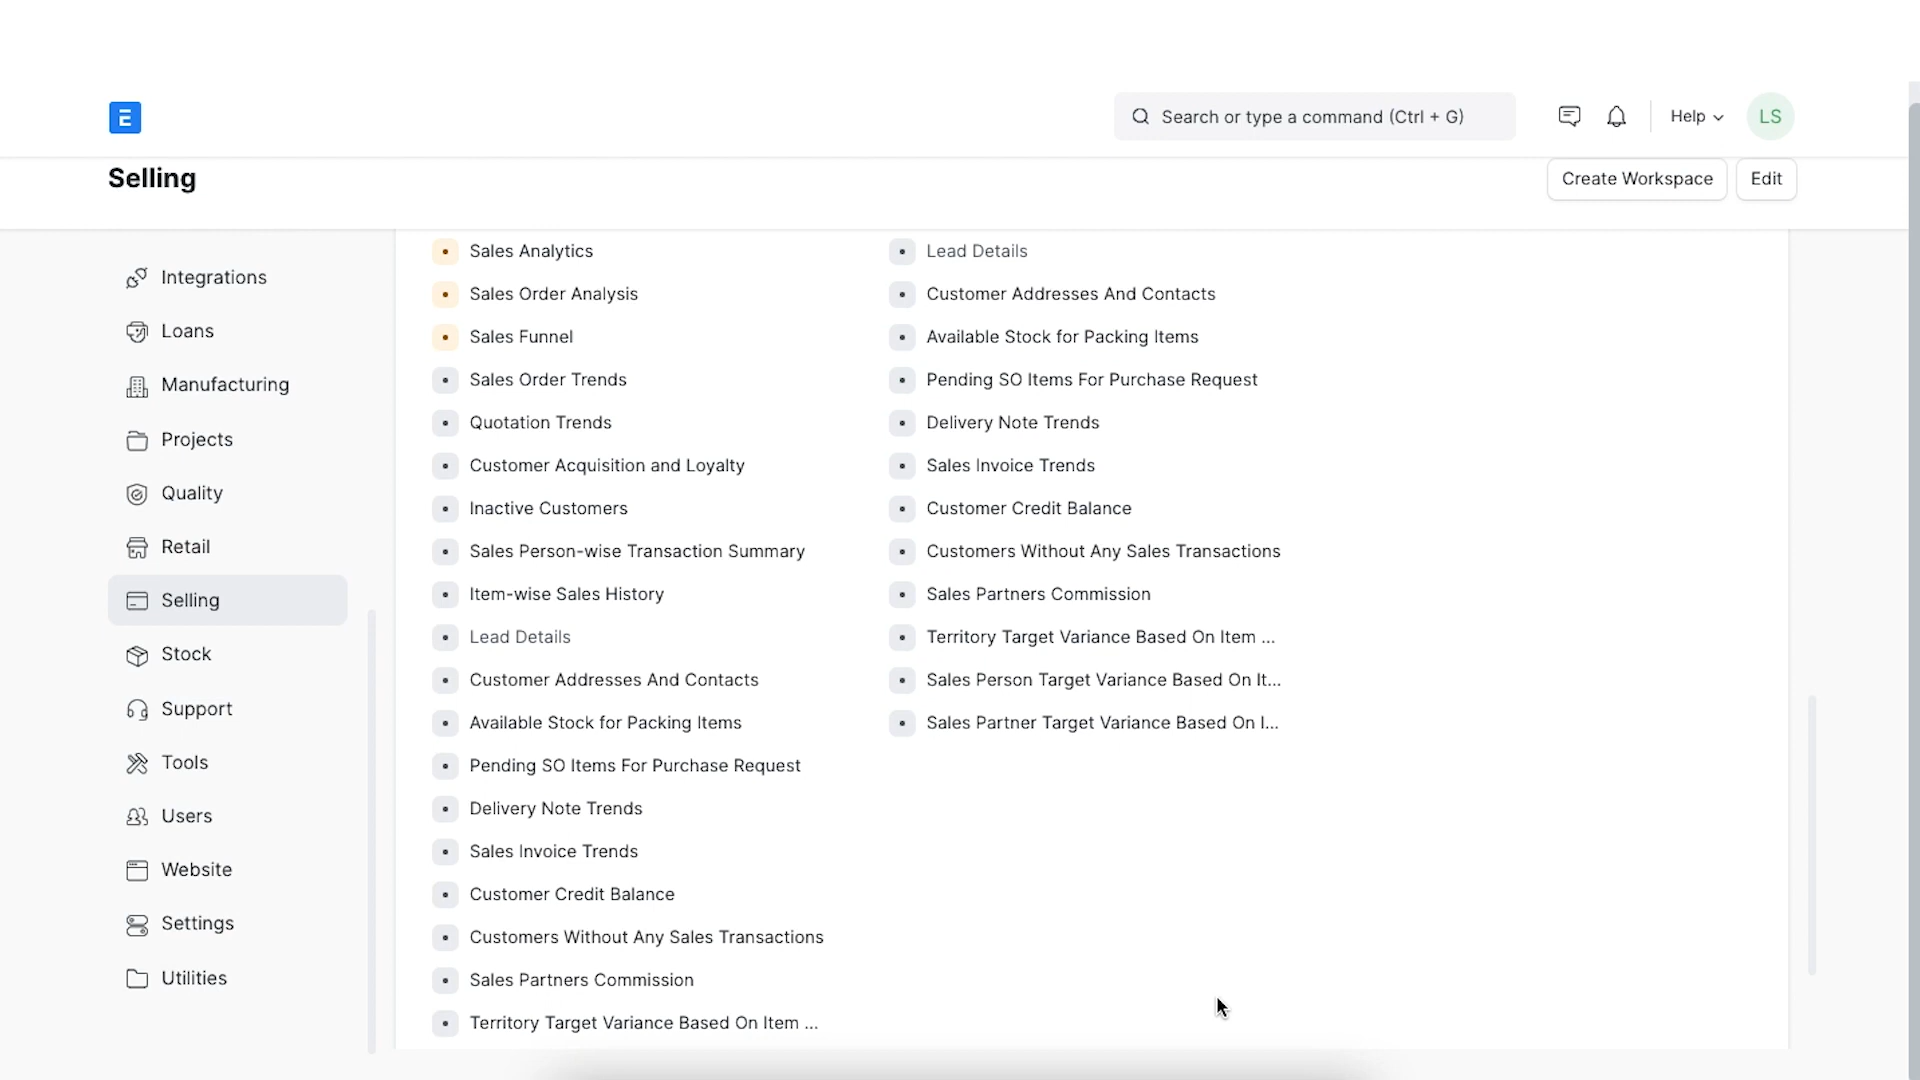 E
Search or type a command (Ctrl + G)
Help
LS
Selling
Create Workspace
Edit
Integrations
Loans
Manufacturing
Projects
Quality
Retail
Selling
Stock
Support
Tools
Users
Website
Settings
Utilities
Sales Analytics
Sales Order Analysis
Sales Funnel
Sales Order Trends
Quotation Trends
Customer Acquisition and Loyalty
Inactive Customers
Sales Person-wise Transaction Summary
Item-wise Sales History
Lead Details
Customer Addresses And Contacts
Available Stock for Packing Items
Pending SO Items For Purchase Request
Delivery Note Trends
Sales Invoice Trends
Customer Credit Balance
Customers Without Any Sales Transactions
Sales Partners Commission
Territory Target Variance Based On Item ...
Lead Details
Customer Addresses And Contacts
Available Stock for Packing Items
Pending SO Items For Purchase Request
Delivery Note Trends
Sales Invoice Trends
Customer Credit Balance
Customers Without Any Sales Transactions
Sales Partners Commission
Territory Target Variance Based On Item ...
Sales Person Target Variance Based On It...
Sales Partner Target Variance Based On I...